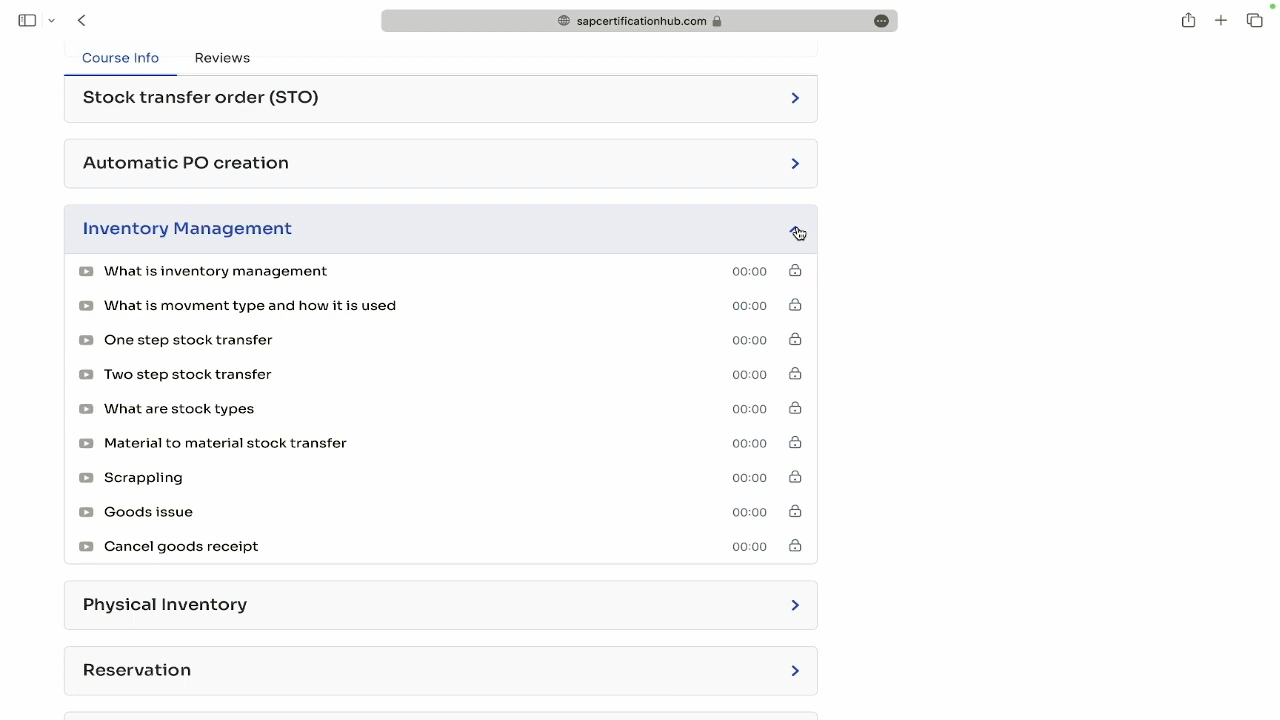 sapcertificationhub.com
Course Info Reviews
Stock transfer order (STO)
Automatic PO creation
Inventory Management
What is inventory management 00:00
What is movment type and how it is used 00:00
One step stock transfer 00:00
Two step stock transfer 00:00
What are stock types 00:00
Material to material stock transfer 00:00
Scrappling 00:00
Goods issue 00:00
Cancel goods receipt 00:00
Physical Inventory
Reservation